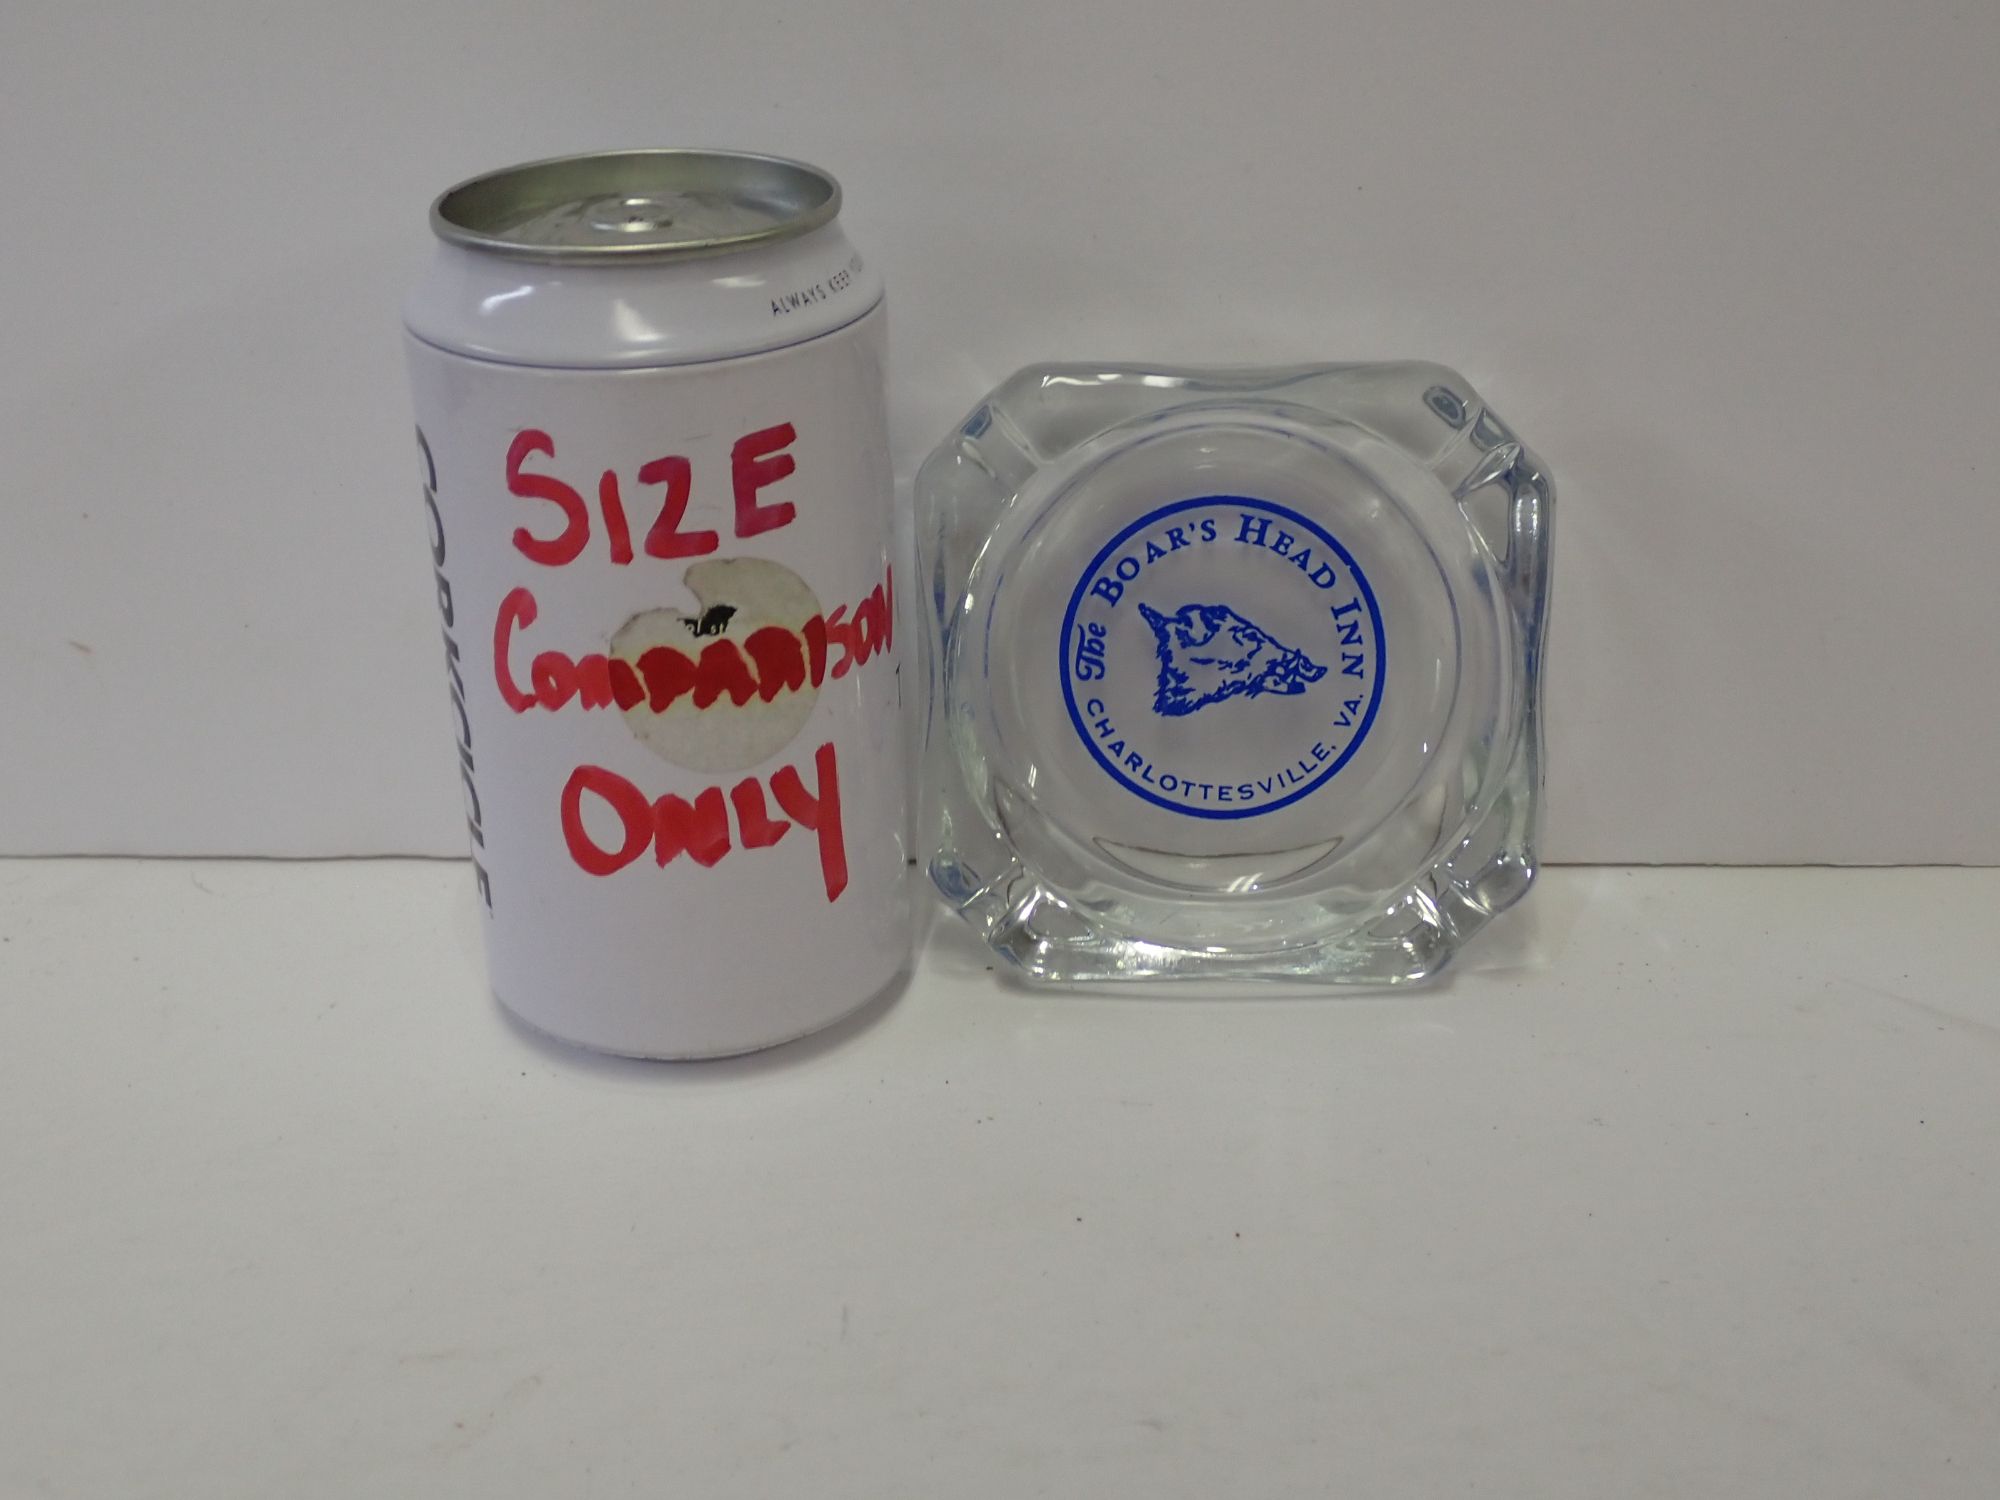 ALWAYS KEEP
CORKCICLE
SIZE
COMPARISON
ONLY
The BOAR'S HEAD INN
CHARLOTTESVILLE, VA.